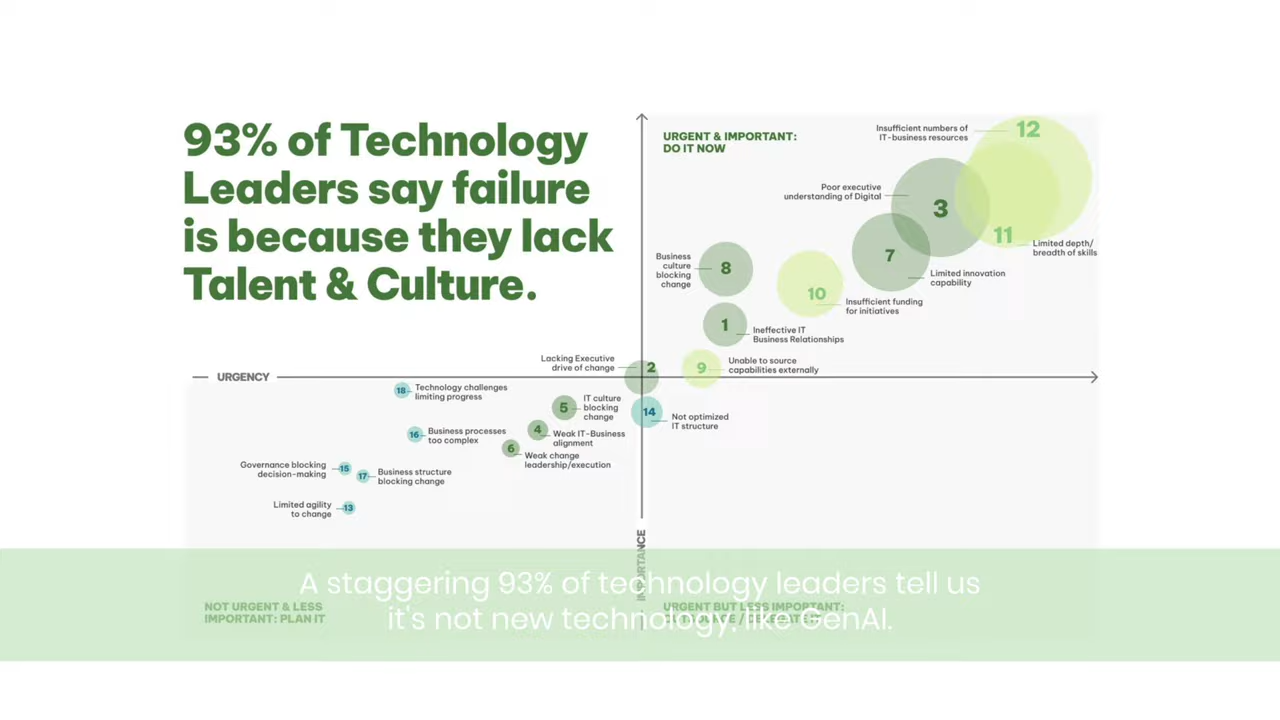 93% of Technology
Leaders say failure
is because they lack
Talent & Culture.
URGENT & IMPORTANT:
DO IT NOW
Insufficient numbers of
IT-business resources
12
Poor executive
understanding of Digital
3
11
Limited depth/
breadth of skills
Business
culture
blocking
change
8
7
Limited innovation
capability
10
Insufficient funding
for initiatives
1
Ineffective IT
Business Relationships
Lacking Executive
drive of change
2
9
Unable to source
capabilities externally
URGENCY
18
Technology challenges
limiting progress
5
IT culture
blocking
change
14
Not optimized
IT structure
16
Business processes
too complex
4
Weak IT-Business
alignment
6
Weak change
leadership/execution
Governance blocking
decision-making
15
17
Business structure
blocking change
Limited agility
to change
13
IMPORTANCE
NOT URGENT & LESS
IMPORTANT: PLAN IT
URGENT BUT LESS IMPORTANT:
OUTSOURCE / DELEGATE IT
A staggering 93% of technology leaders tell us
it's not new technology, like GenAI.